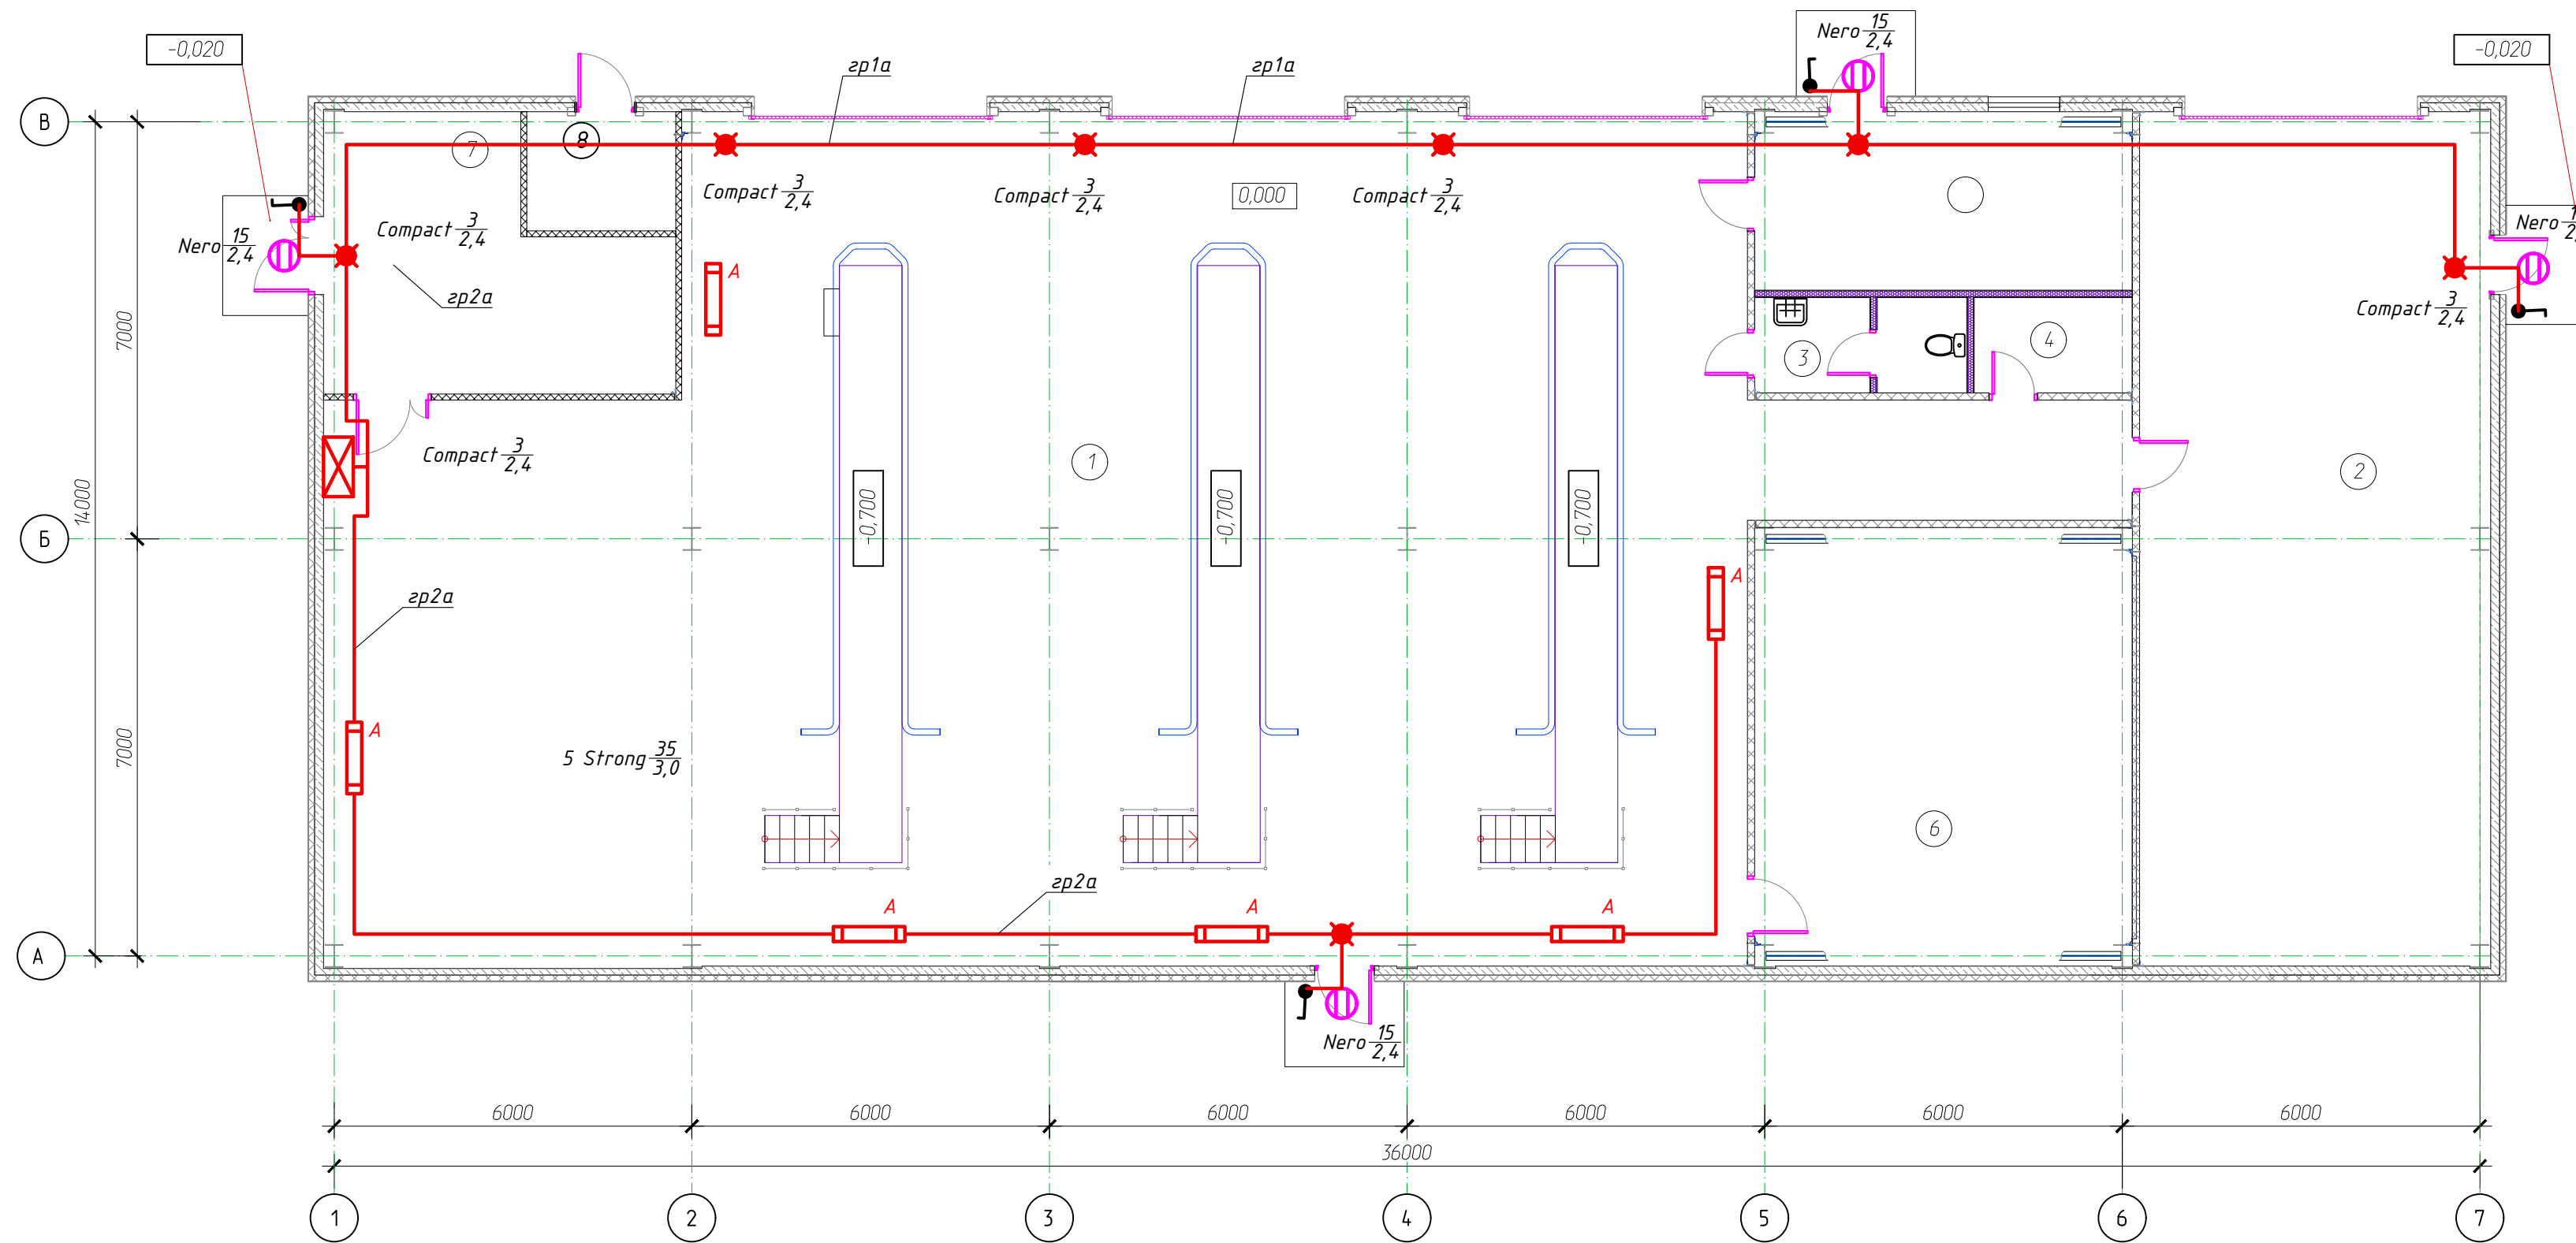 Nero 15/2,4
-0,020
-0,020
гр1а
гр1а
В
7
8
Compact 3/2,4
Compact 3/2,4
Compact 3/2,4
0,000
Compact 3/2,4
Nero 15/2,4
Nero
A
гр2а
Compact 3/2,4
7000
3
4
Compact 3/2,4
1
2
14000
-0,700
-0,700
-0,700
Б
A
гр2а
A
5 Strong 35/3,0
7000
6
гр2а
A
A
A
А
Nero 15/2,4
6000
6000
6000
6000
6000
6000
36000
1
2
3
4
5
6
7